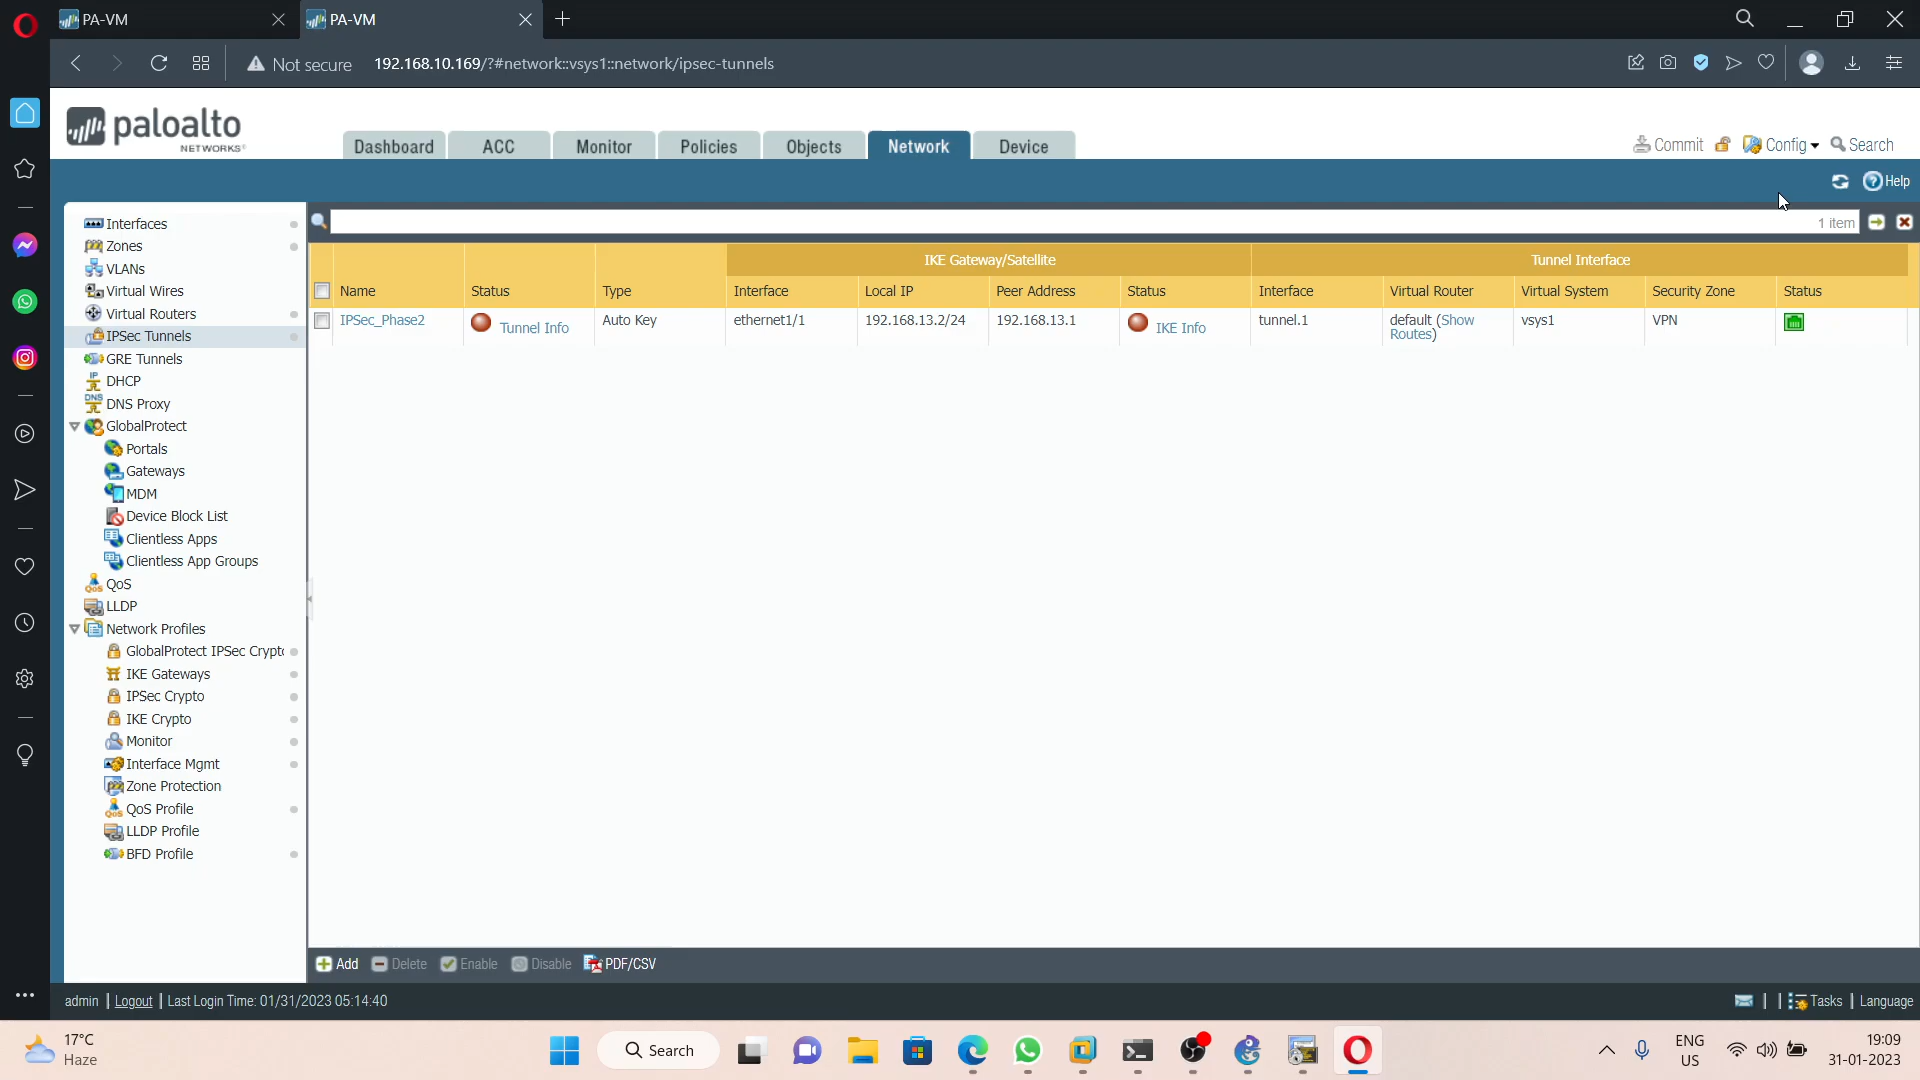 PA-VM
PA-VM
Not secure
192.168.10.169/?#network::vsys1::network/ipsec-tunnels
paloalto
NETWORKS
Dashboard
ACC
Monitor
Policies
Objects
Network
Device
Commit
Config
Search
Help
Interfaces
Zones
VLANs
Virtual Wires
Virtual Routers
IPSec Tunnels
GRE Tunnels
DHCP
DNS Proxy
GlobalProtect
Portals
Gateways
MDM
Device Block List
Clientless Apps
Clientless App Groups
QoS
LLDP
Network Profiles
GlobalProtect IPSec Crypt
IKE Gateways
IPSec Crypto
IKE Crypto
Monitor
Interface Mgmt
Zone Protection
QoS Profile
LLDP Profile
BFD Profile
1 item
IKE Gateway/Satellite
Tunnel Interface
Name
Status
Type
Interface
Local IP
Peer Address
Status
Interface
Virtual Router
Virtual System
Security Zone
Status
IPSec_Phase2
Tunnel Info
Auto Key
ethernet1/1
192.168.13.2/24
192.168.13.1
IKE Info
tunnel.1
default (Show
Routes)
vsys1
VPN
Add
Delete
Enable
Disable
PDF/CSV
admin | Logout | Last Login Time: 01/31/2023 05:14:40
Tasks | Language
17°C
Haze
Search
ENG
US
19:09
31-01-2023